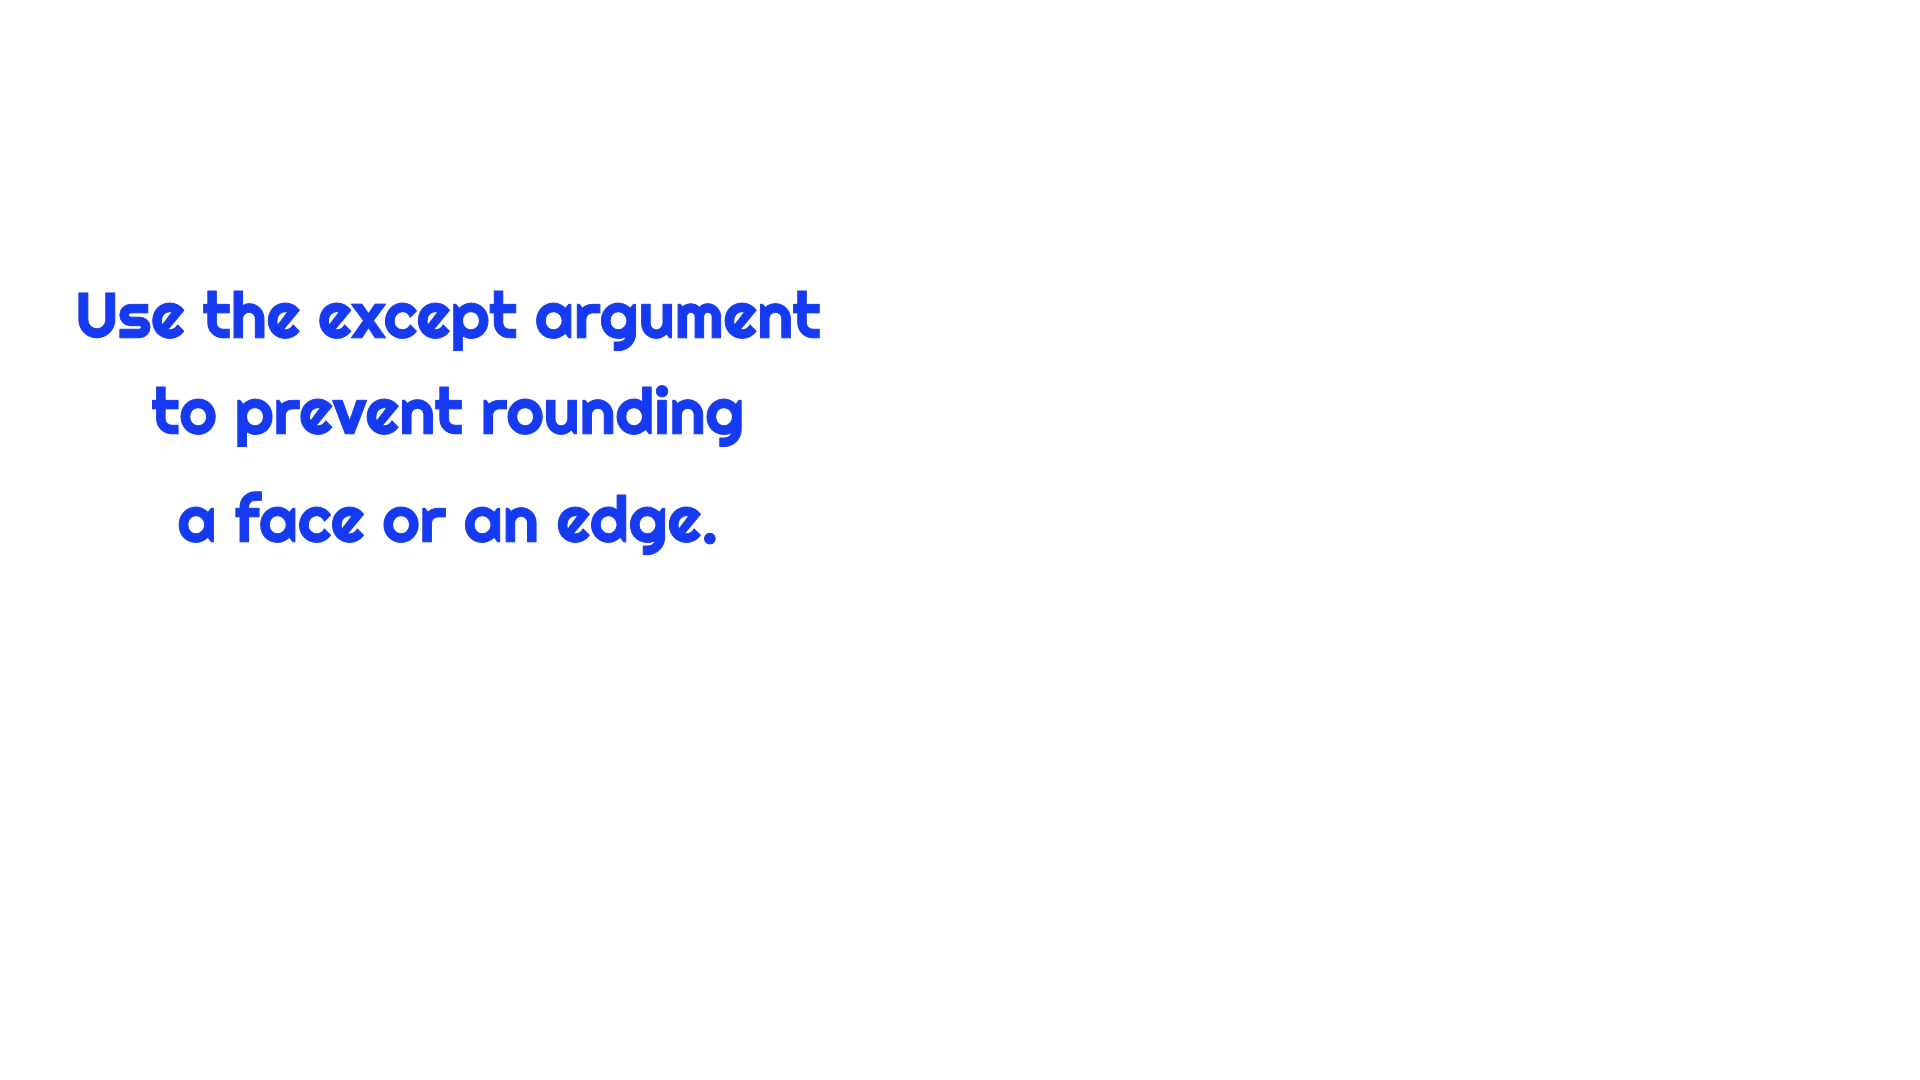 Use the except argument
to prevent rounding
a face or an edge.